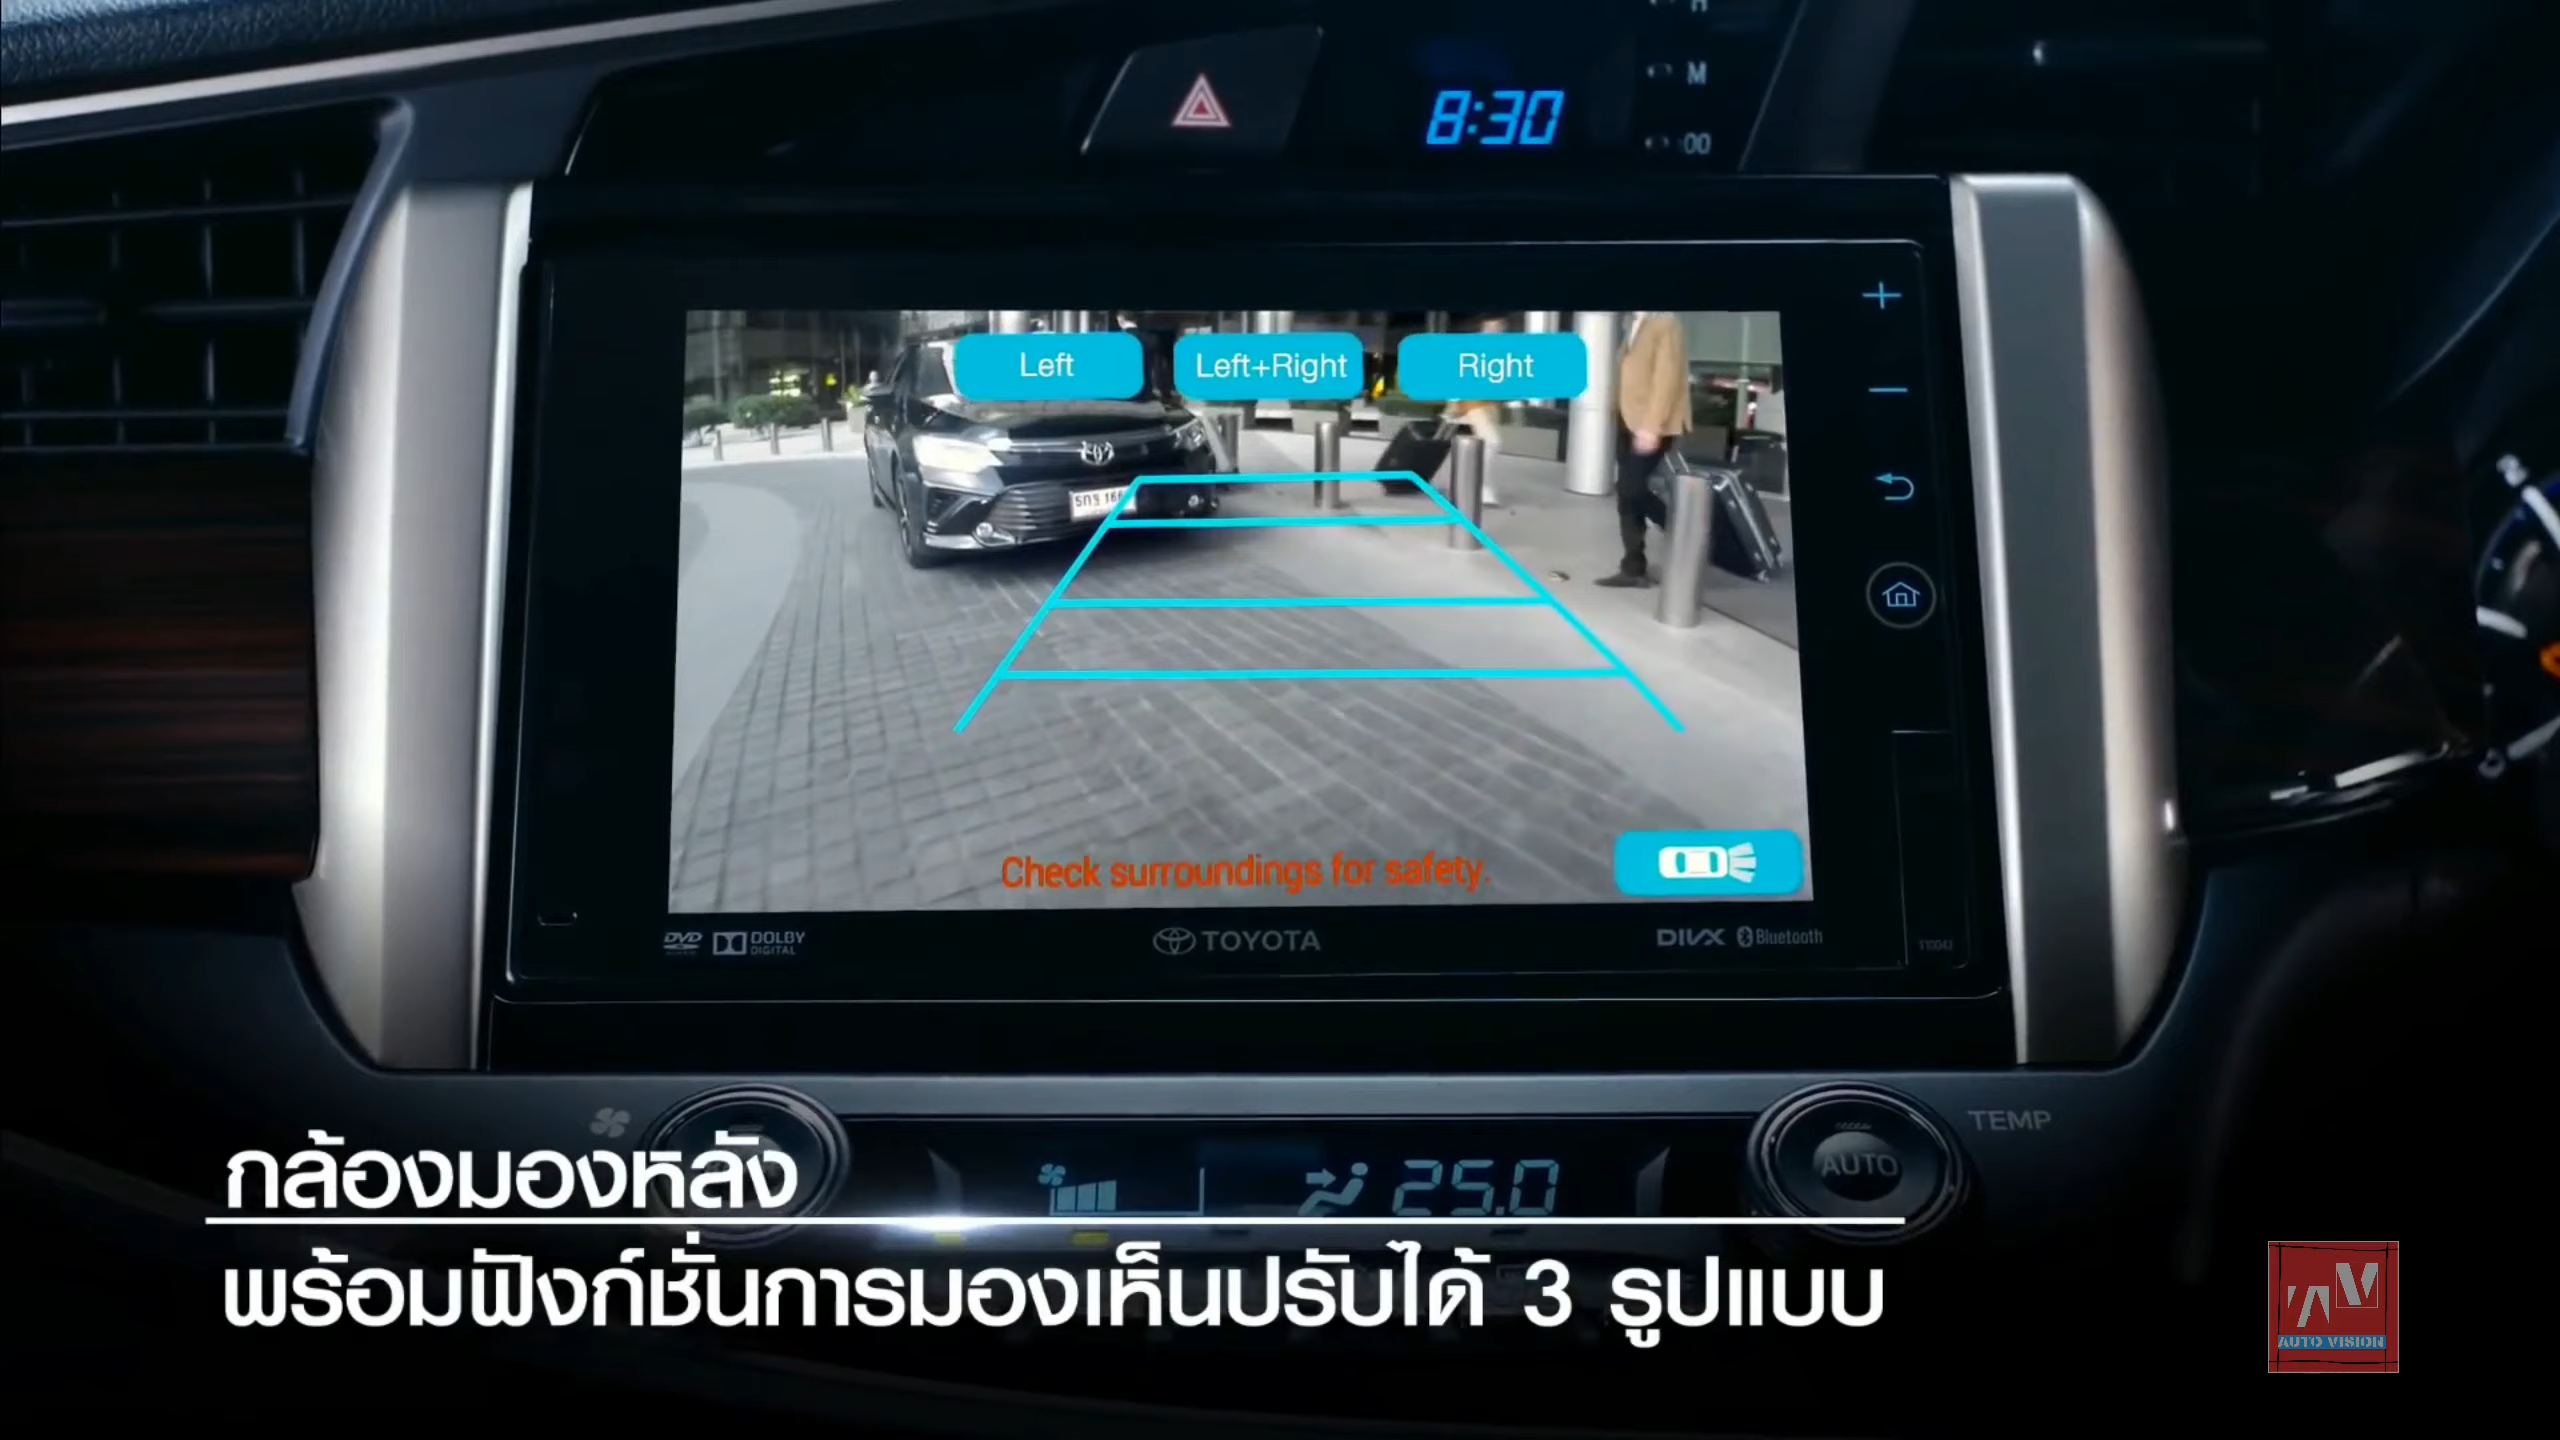 M
8:30
:00
Left
Left+Right
Right
Check surroundings for safety.
DVD
DOLBY
DIGITAL
TOYOTA
DIVX
Bluetooth
TEMP
AUTO
25.0
กล้องมองหลัง
พร้อมฟังก์ชั่นการมองเห็นปรับได้ 3 รูปแบบ
AUTO VISION